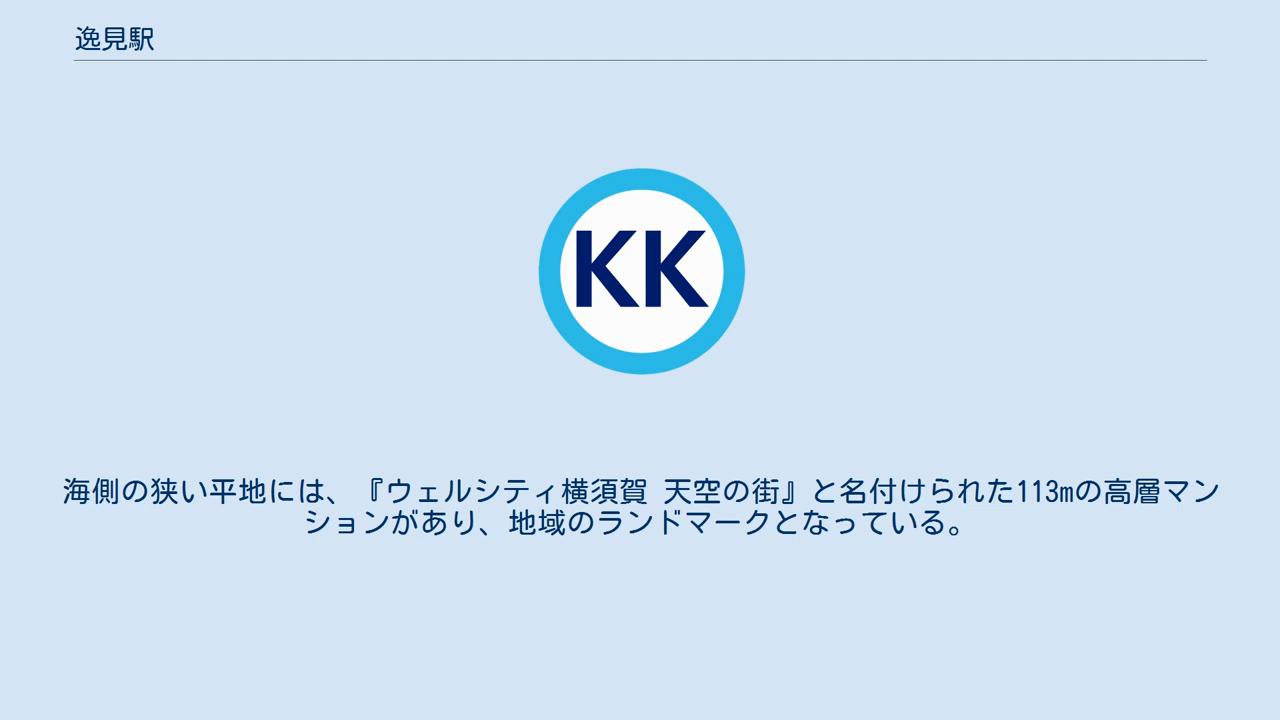 逸見駅
KK
海側の狭い平地には、『ウェルシティ横須賀 天空の街』と名付けられた113mの高層マン
ションがあり、地域のランドマークとなっている。